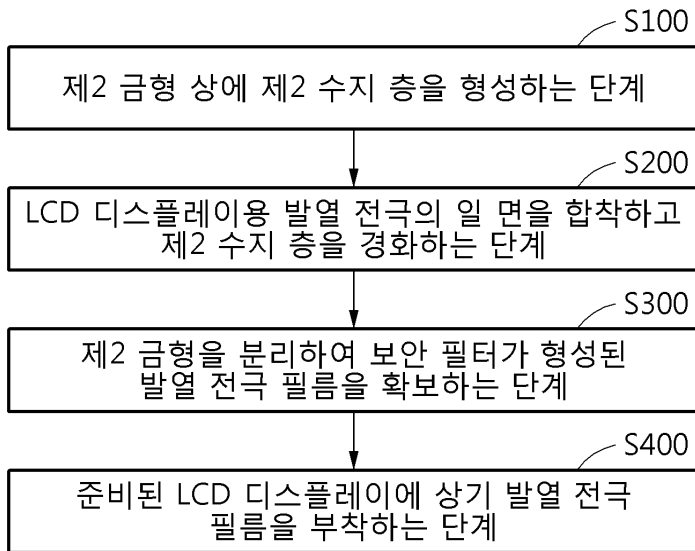 S100
제2 금형 상에 제2 수지 층을 형성하는 단계
S200
LCD 디스플레이용 발열 전극의 일 면을 합착하고
제2 수지 층을 경화하는 단계
S300
제2 금형을 분리하여 보안 필터가 형성된
발열 전극 필름을 확보하는 단계
S400
준비된 LCD 디스플레이에 상기 발열 전극
필름을 부착하는 단계